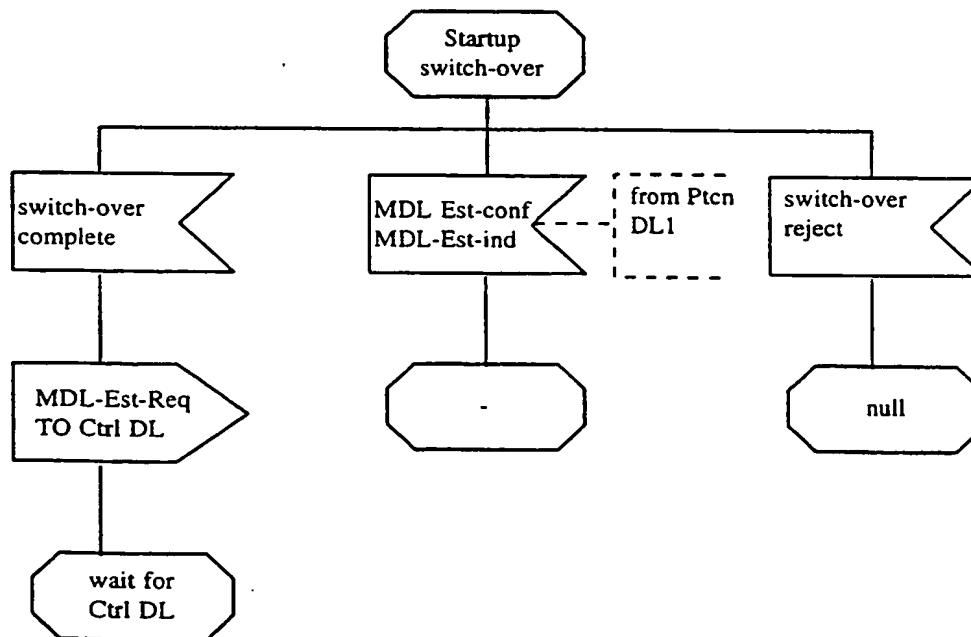 Startup
switch-over
switch-over
complete
MDL Est-conf
MDL-Est-ind
from Ptcn
DL1
switch-over
reject
MDL-Est-Req
TO Ctrl DL
-
null
wait for
Ctrl DL